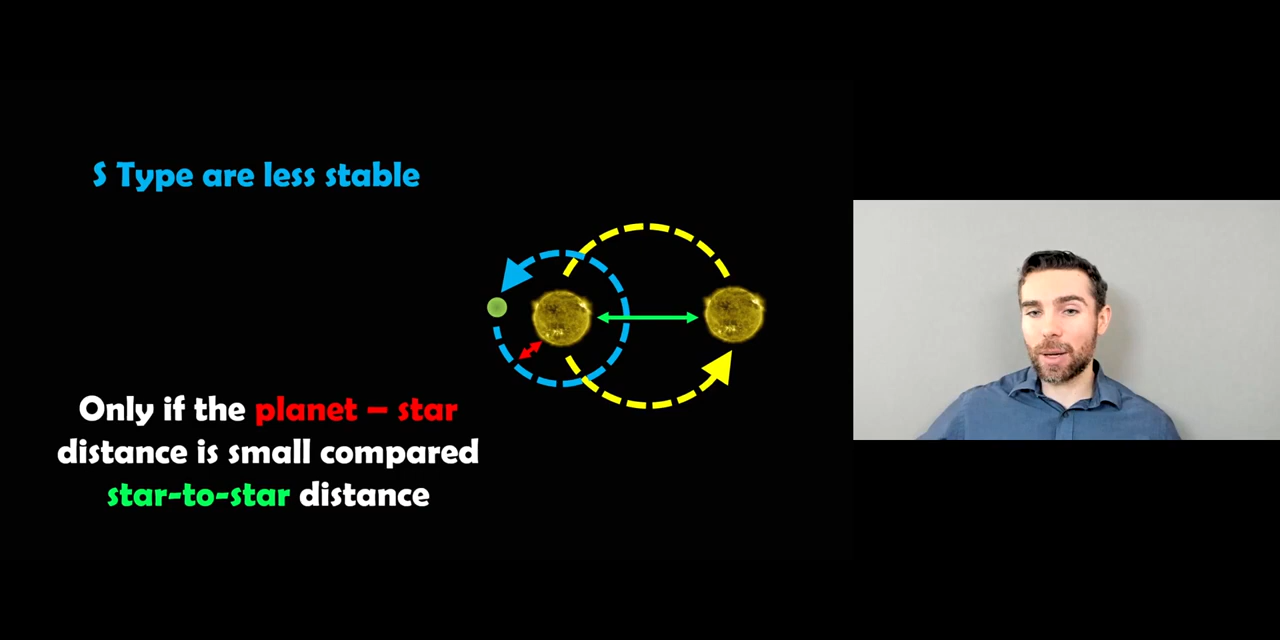 S Type are less stable
Only if the planet – star
distance is small compared
star-to-star distance